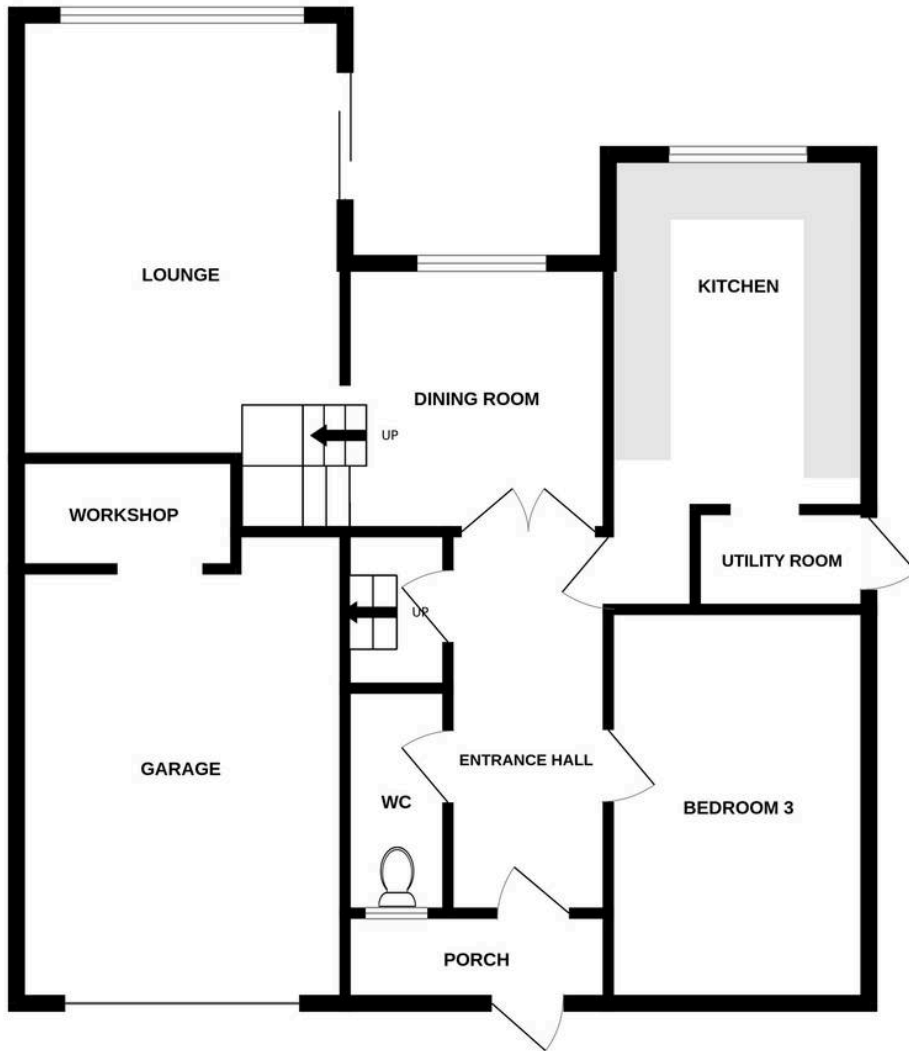 LOUNGE
KITCHEN
DINING ROOM
UP
WORKSHOP
UTILITY ROOM
UP
GARAGE
ENTRANCE HALL
WC
BEDROOM 3
PORCH